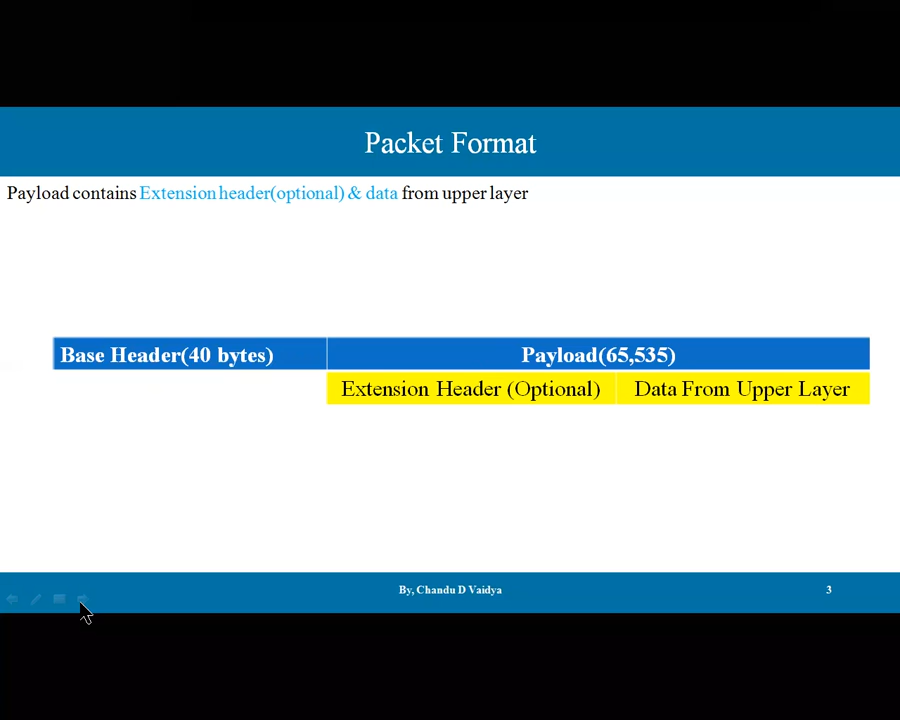 Packet Format
Payload contains Extension header(optional) & data from upper layer
Base Header(40 bytes) Payload(65,535)
Extension Header (Optional) Data From Upper Layer
By, Chandu D Vaidya 3